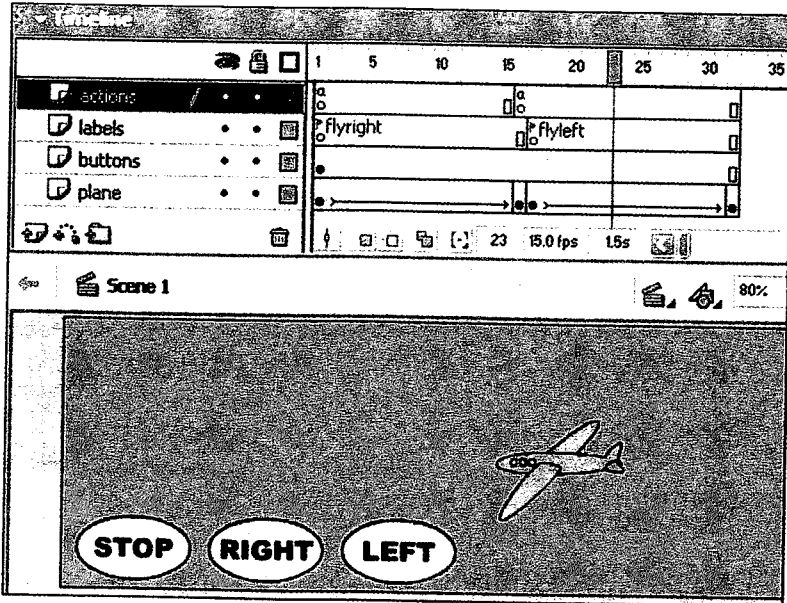 Timeline
1 5 10 15 20 25 30 35
actions
a a
labels
flyright flyleft
buttons
plane
23 15.0 fps 1.5s
Scene 1
80%
STOP RIGHT LEFT